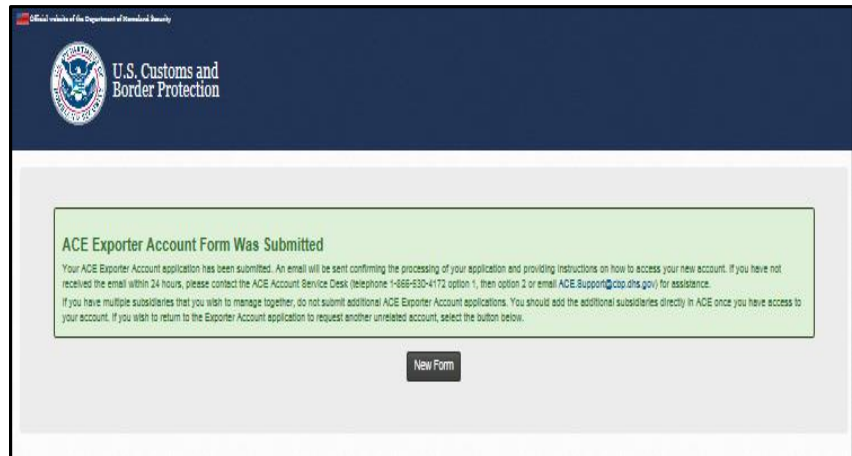 Official website of the Department of Homeland Security
U.S. Customs and
Border Protection
ACE Exporter Account Form Was Submitted
Your ACE Exporter Account application has been submitted. An email will be sent confirming the processing of your application and providing instructions on how to access your new account. If you have not
received the email within 24 hours, please contact the ACE Account Service Desk (telephone 1-866-530-4172 option 1, then option 2 or email ACE.Support@cbp.dhs.gov) for assistance.
If you have multiple subsidiaries that you wish to manage together, do not submit additional ACE Exporter Account applications. You should add the additional subsidiaries directly in ACE once you have access to
your account. If you wish to return to the Exporter Account application to request another unrelated account, select the button below.
New Form